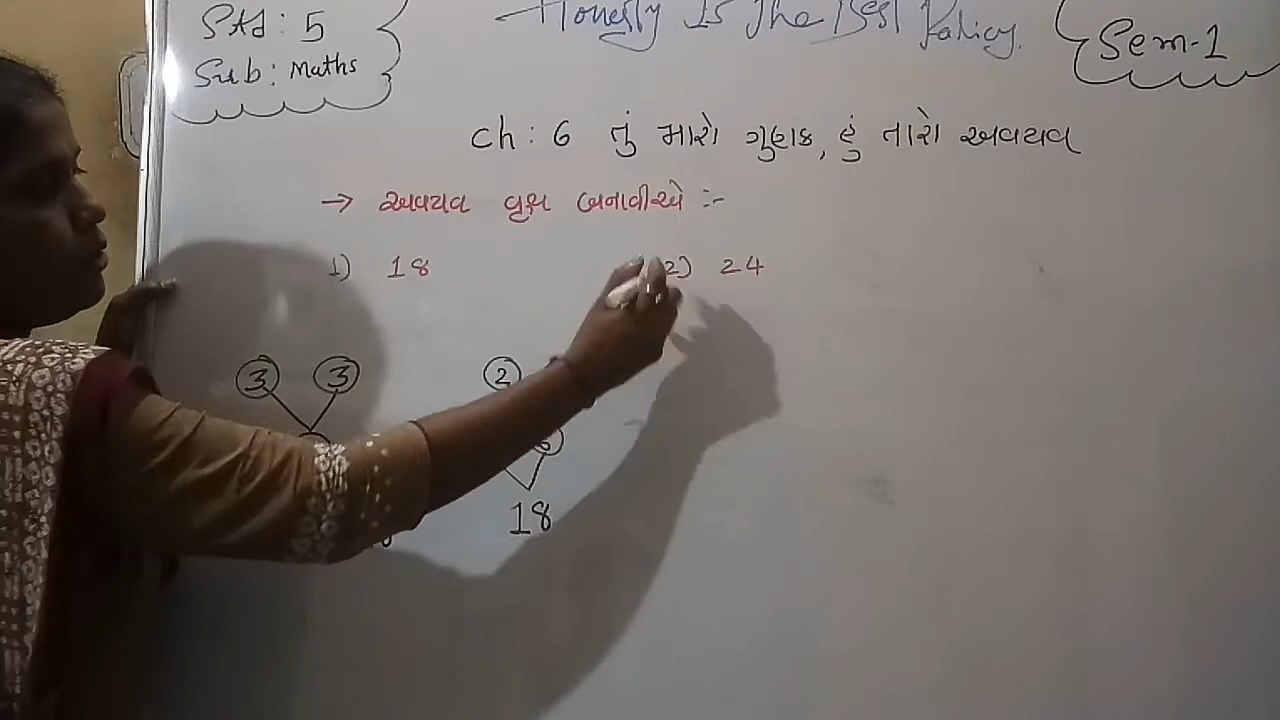 Std : 5
Sub : Maths
Honesty Is The Best Policy.
Sem-1
ch : 6 તું મારો ગુણક, હું તારો અવયવ
→ અવયવ વૃક્ષ બનાવીએ :-
1) 18
2) 24
3 3
2
18